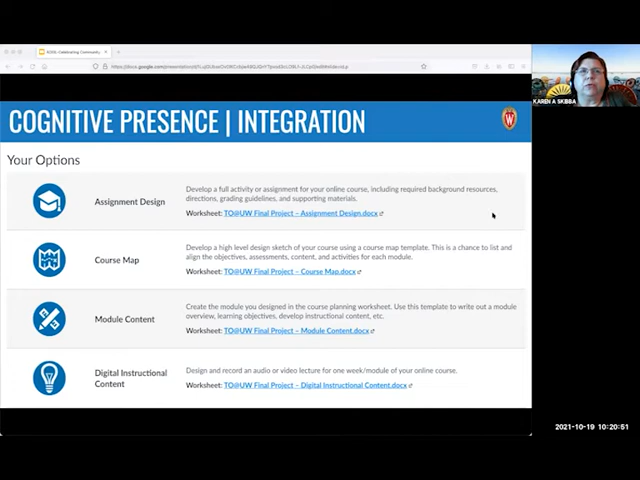 KAREN A SKIBBA
COGNITIVE PRESENCE | INTEGRATION
W
Your Options
Assignment Design
Develop a full activity or assignment for your online course, including required background resources,
directions, grading guidelines, and supporting materials.
Worksheet: TO@UW Final Project – Assignment Design.docx
Course Map
Develop a high level design sketch of your course using a course map template. This is a chance to list and
align the objectives, assessments, content, and activities for each module.
Worksheet: TO@UW Final Project – Course Map.docx
Module Content
Create the module you designed in the course planning worksheet. Use this template to write out a module
overview, learning objectives, develop instructional content, etc.
Worksheet: TO@UW Final Project – Module Content.docx
Digital Instructional
Content
Design and record an audio or video lecture for one week/module of your online course.
Worksheet: TO@UW Final Project – Digital Instructional Content.docx
2021-10-19 10:20:51